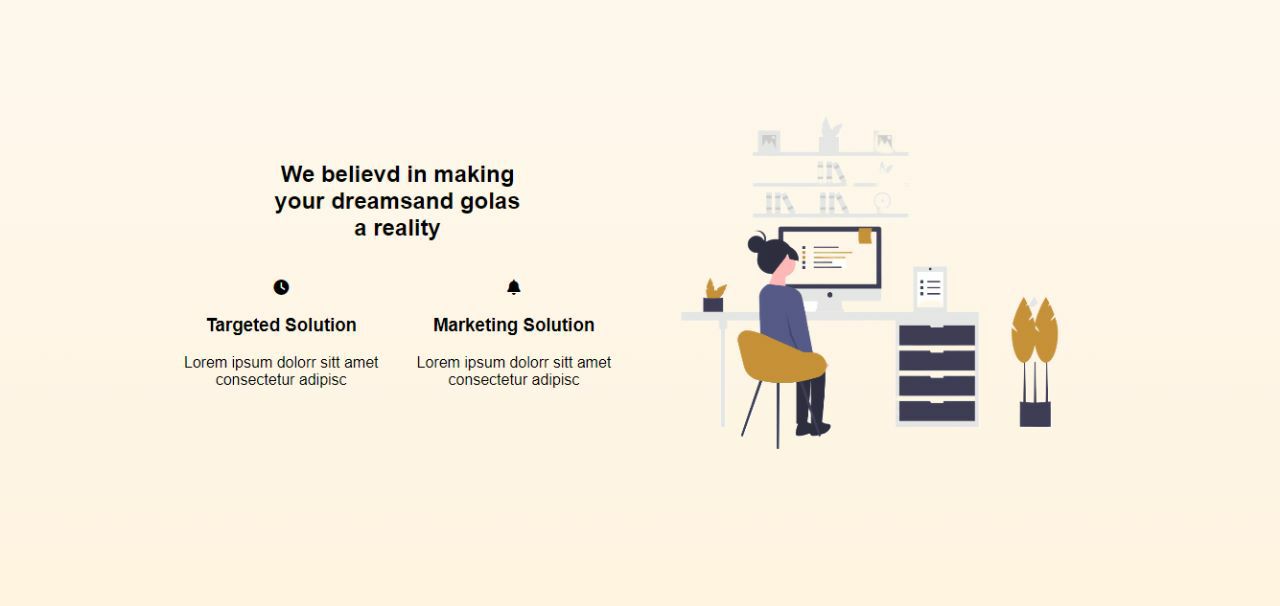 We believd in making
your dreamsand golas
a reality
Targeted Solution
Lorem ipsum dolorr sitt amet
consectetur adipisc
Marketing Solution
Lorem ipsum dolorr sitt amet
consectetur adipisc